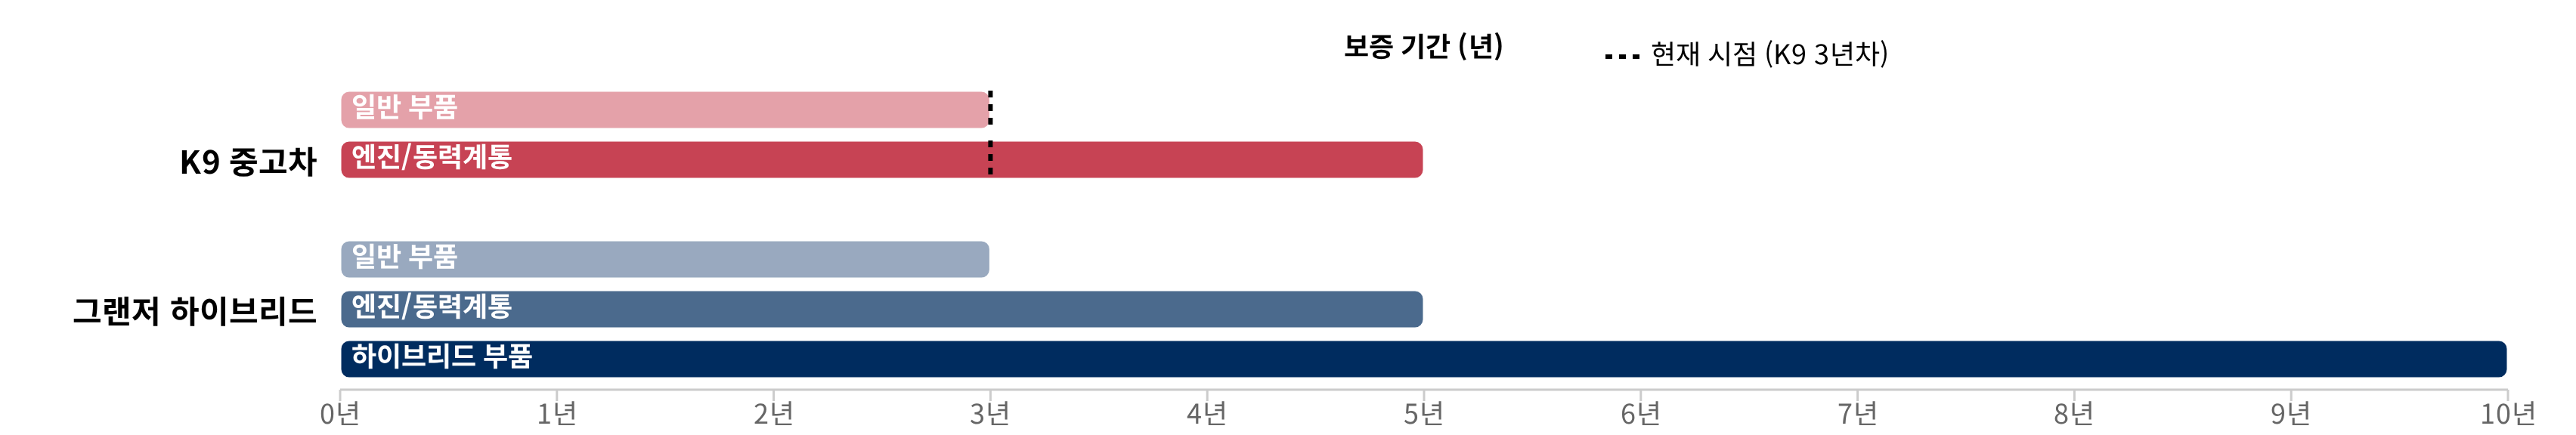 보증 기간 (년)
현재 시점 (K9 3년차)
K9 중고차
일반 부품
엔진/동력계통
그랜저 하이브리드
일반 부품
엔진/동력계통
하이브리드 부품
0년 1년 2년 3년 4년 5년 6년 7년 8년 9년 10년